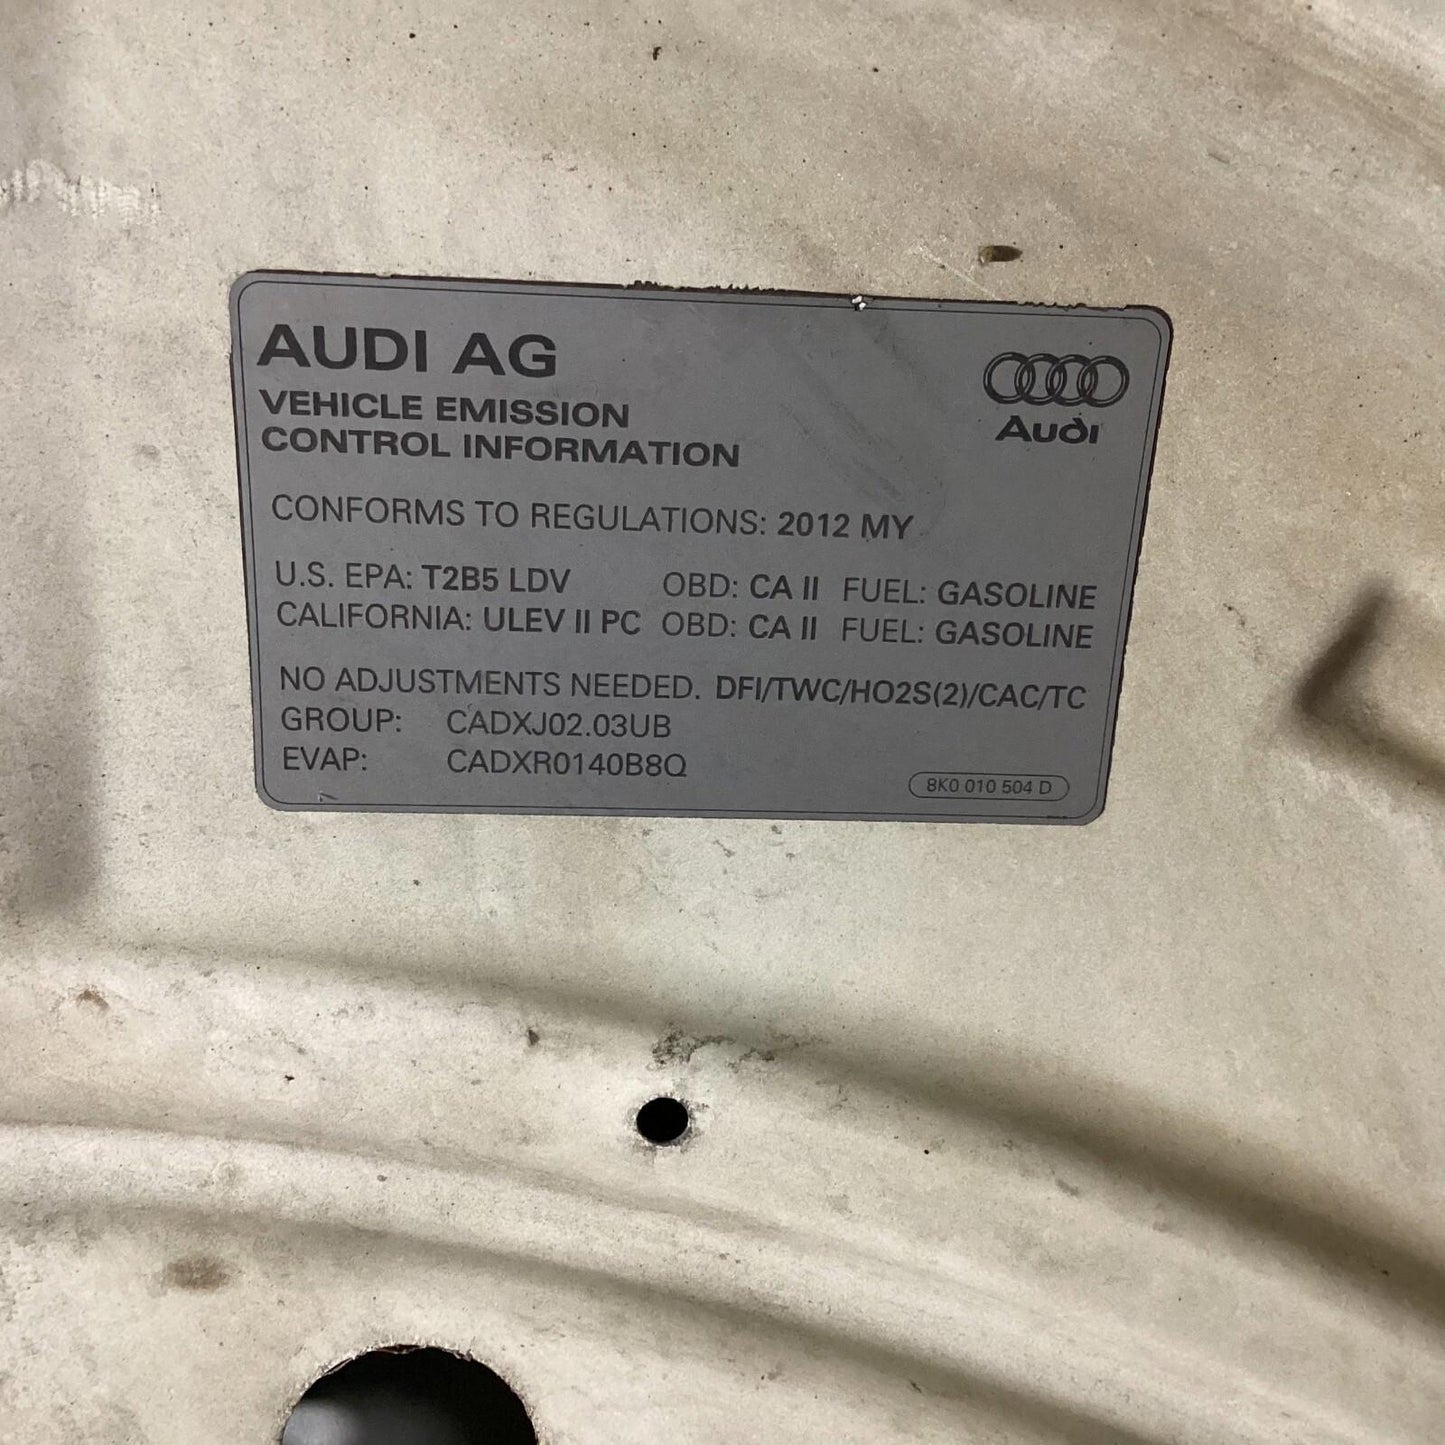 AUDI AG
VEHICLE EMISSION
CONTROL INFORMATION
Audi
CONFORMS TO REGULATIONS: 2012 MY
U.S. EPA: T2B5 LDV OBD: CA II FUEL: GASOLINE
CALIFORNIA: ULEV II PC OBD: CA II FUEL: GASOLINE
NO ADJUSTMENTS NEEDED. DFI/TWC/HO2S(2)/CAC/TC
GROUP: CADXJ02.03UB
EVAP: CADXR0140B8Q
8K0 010 504 D